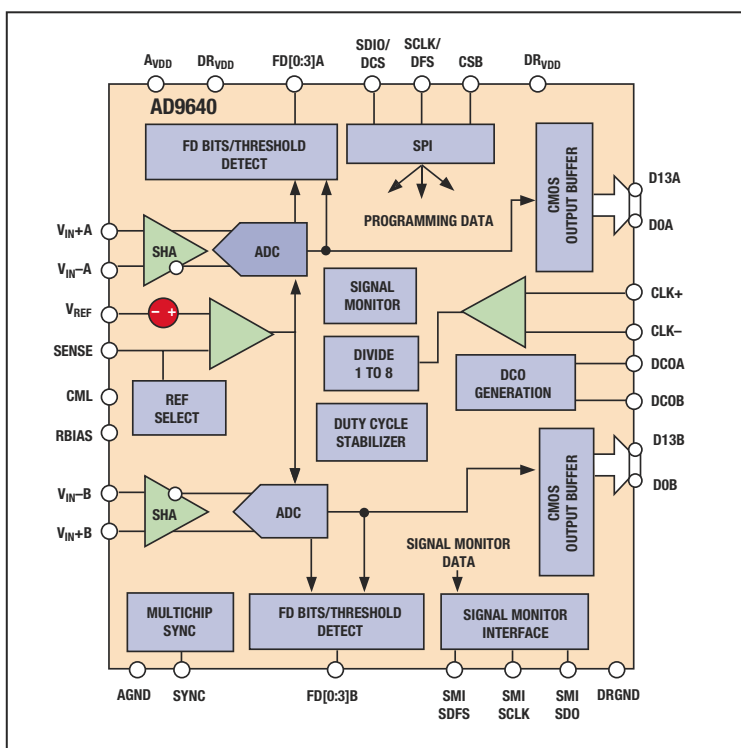 AVDD
DRVDD
FD[0:3]A
SDIO/
DCS
SCLK/
DFS
CSB
DRVDD
AD9640
FD BITS/THRESHOLD
DETECT
SPI
CMOS
OUTPUT BUFFER
D13A
D0A
PROGRAMMING DATA
VIN+A
VIN–A
SHA
ADC
VREF
– +
SENSE
SIGNAL
MONITOR
CLK+
CLK–
DIVIDE
1 TO 8
DCO
GENERATION
DCOA
DCOB
CML
REF
SELECT
RBIAS
DUTY CYCLE
STABILIZER
D13B
D0B
CMOS
OUTPUT BUFFER
VIN–B
VIN+B
SHA
ADC
SIGNAL MONITOR
DATA
MULTICHIP
SYNC
FD BITS/THRESHOLD
DETECT
SIGNAL MONITOR
INTERFACE
AGND
SYNC
FD[0:3]B
SMI
SDFS
SMI
SCLK
SMI
SDO
DRGND